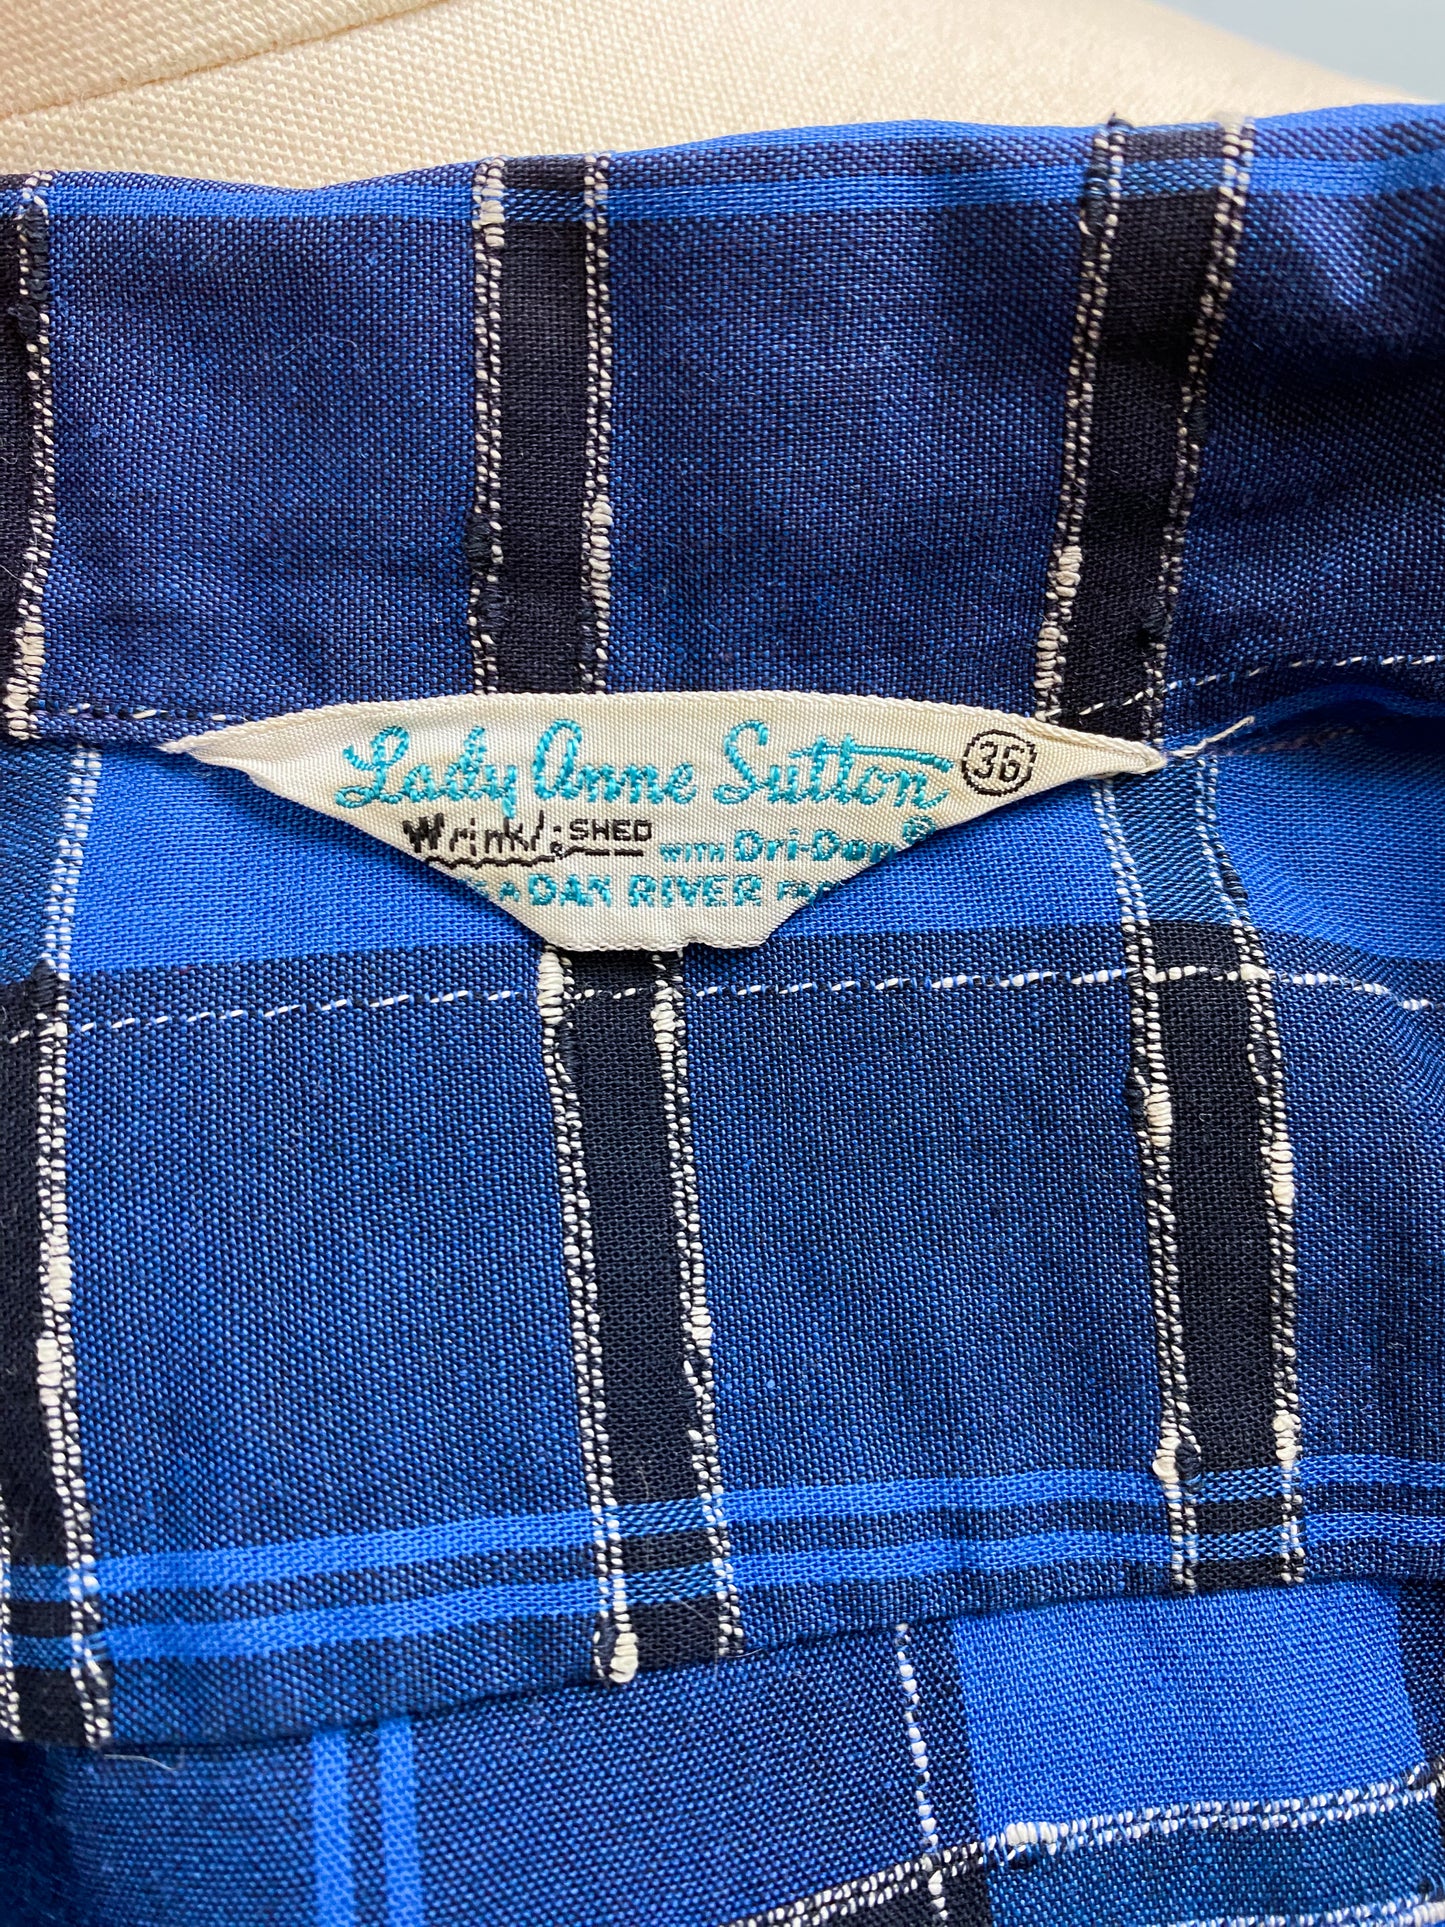 Lady Anne Sutton 36
Wrinkl-SHED WITH Dri-Don®
A DAN RIVER